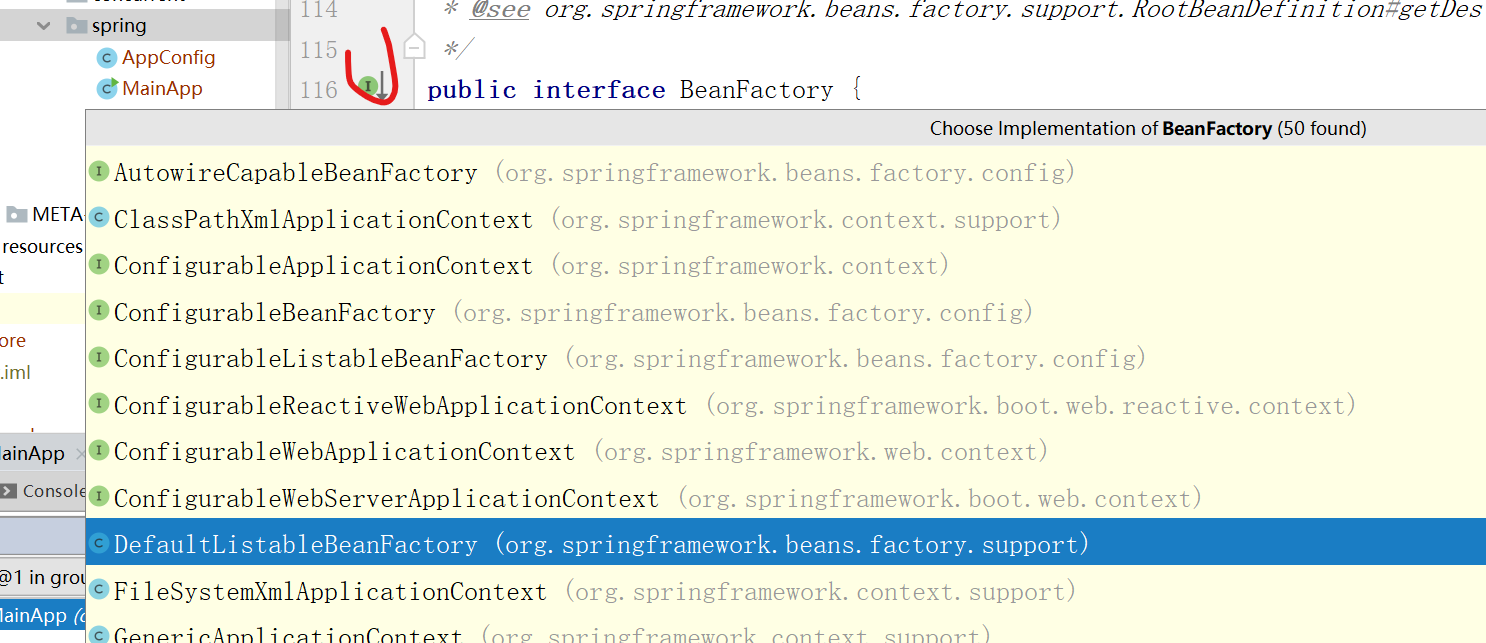 114 * @see org.springframework.beans.factory.support.RootBeanDefinition#getDes
spring
115 */
AppConfig
MainApp
116 public interface BeanFactory {
Choose Implementation of BeanFactory (50 found)
AutowireCapableBeanFactory (org.springframework.beans.factory.config)
META-
ClassPathXmlApplicationContext (org.springframework.context.support)
resources
ConfigurableApplicationContext (org.springframework.context)
t
ConfigurableBeanFactory (org.springframework.beans.factory.config)
ore
ConfigurableListableBeanFactory (org.springframework.beans.factory.config)
.iml
ConfigurableReactiveWebApplicationContext (org.springframework.boot.web.reactive.context)
MainApp ×
ConfigurableWebApplicationContext (org.springframework.web.context)
Console
ConfigurableWebServerApplicationContext (org.springframework.boot.web.context)
DefaultListableBeanFactory (org.springframework.beans.factory.support)
@1 in grou
FileSystemXmlApplicationContext (org.springframework.context.support)
MainApp (
GenericApplicationContext (org.springframework.context.support)